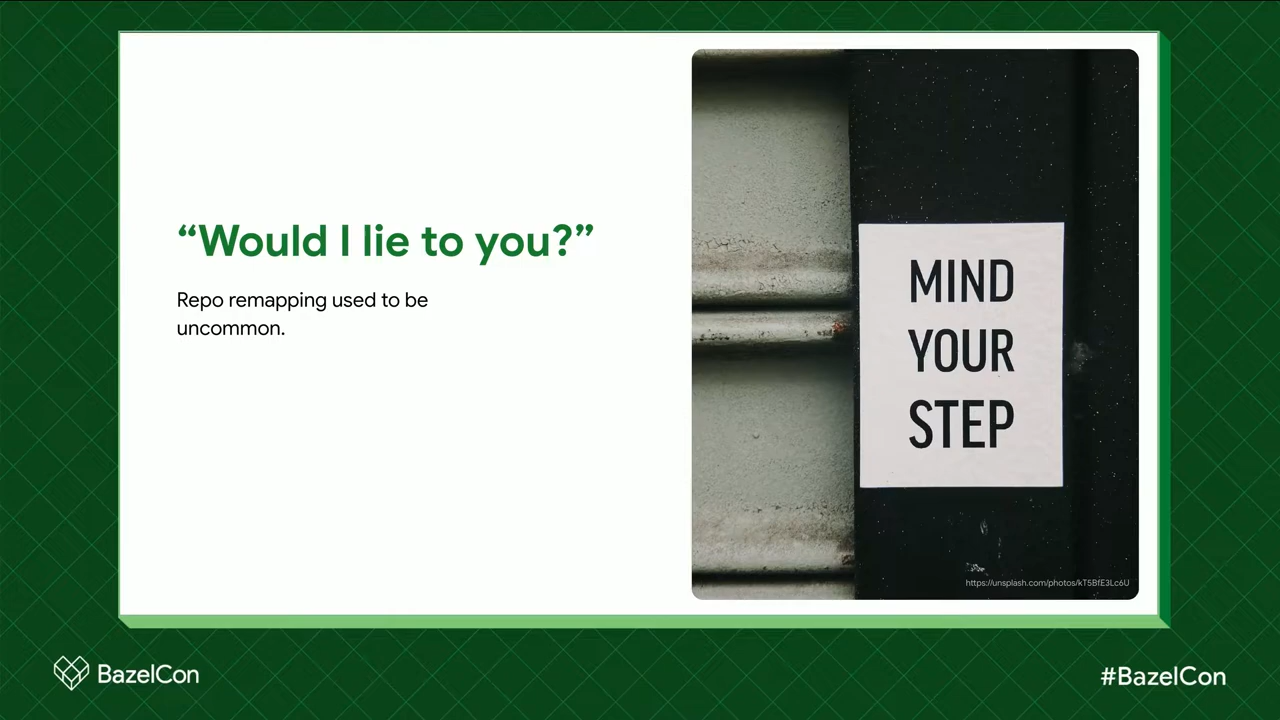 “Would I lie to you?”
Repo remapping used to be
uncommon.
MIND
YOUR
STEP
https://unsplash.com/photos/kT5BfE3Lc6U
BazelCon
#BazelCon